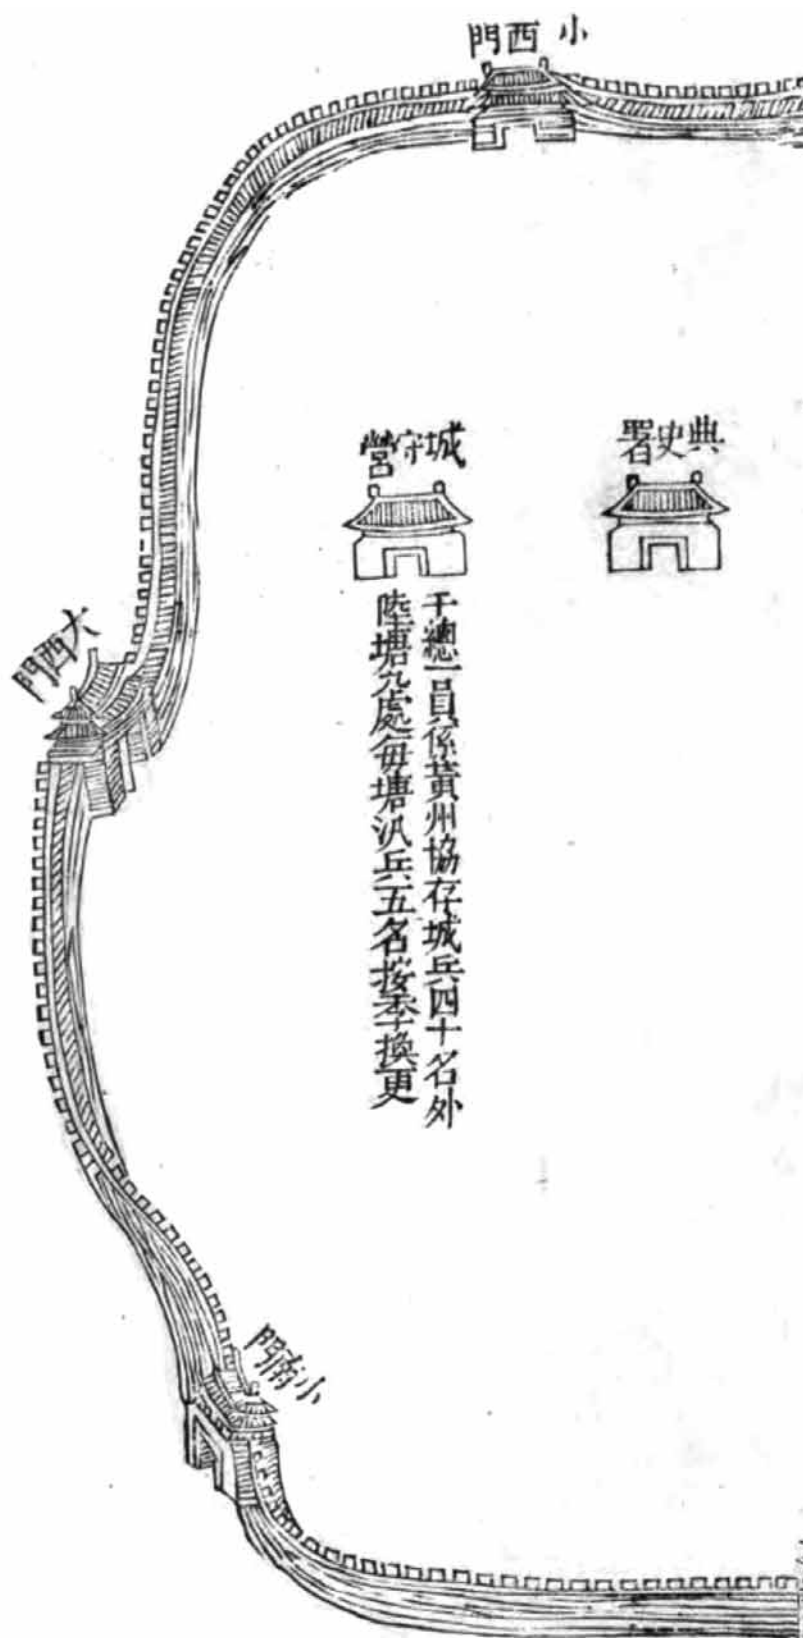 小西門
典史署
城守營
千總一員係黃州協存城兵四十名外
陸塘九處每塘汛兵五名按季換更
大西門
小南門